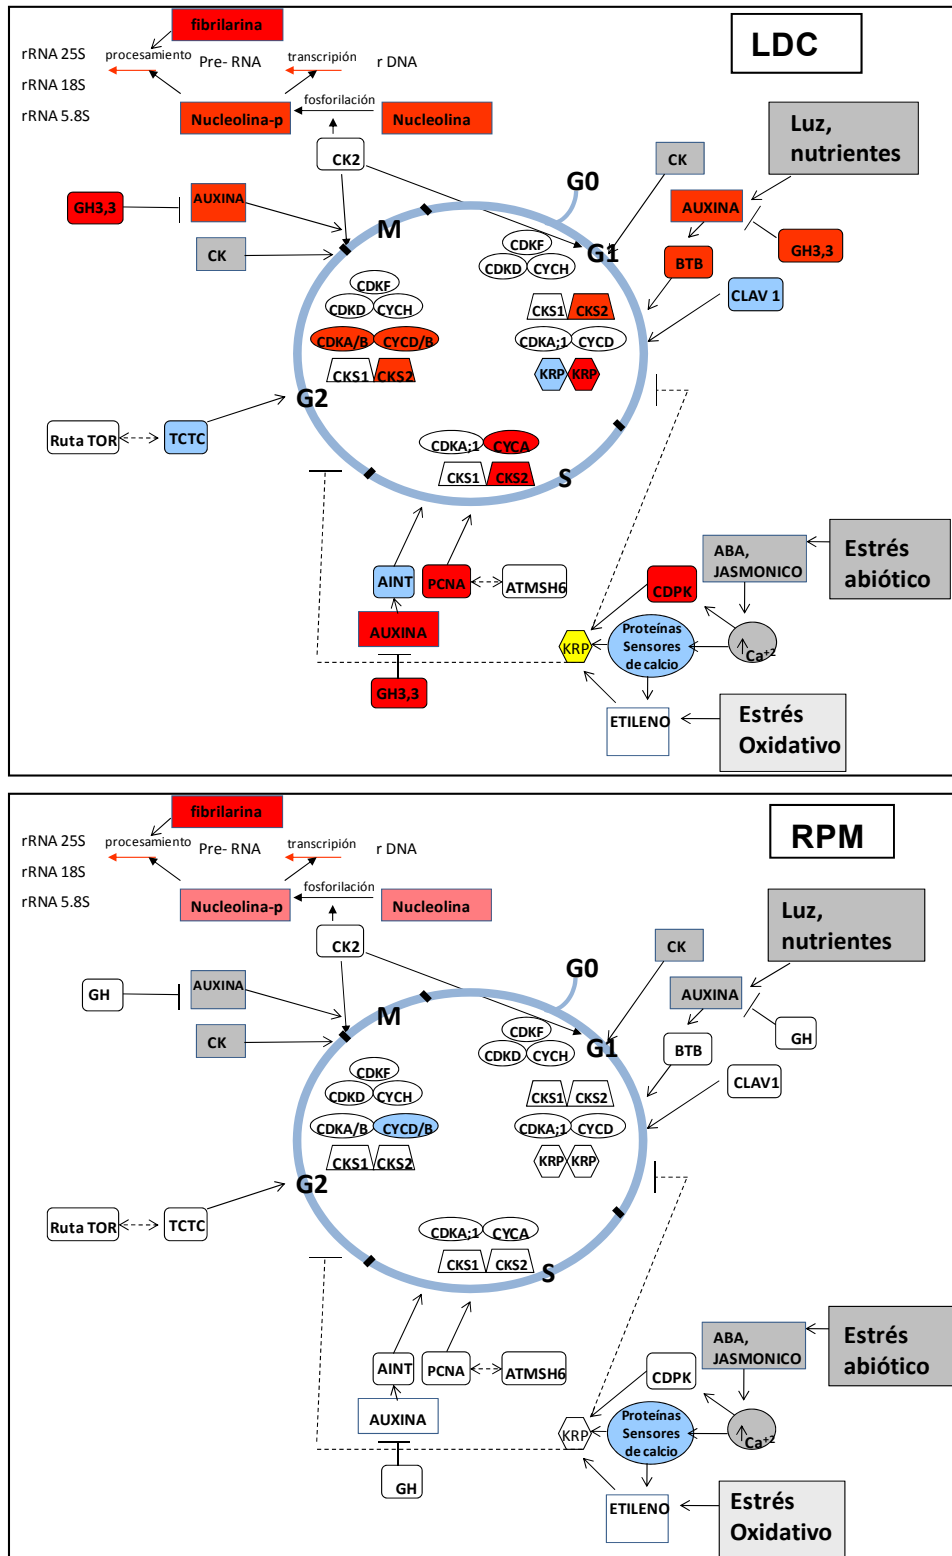 fibrilarina
LDC
rRNA 25S
procesamiento
Pre- RNA
transcripión
r DNA
rRNA 18S
fosforilación
rRNA 5.8S
Nucleolina-p
Nucleolina
Luz,
nutrientes
CK2
CK
G0
GH3,3
AUXINA
AUXINA
M
CK
G1
GH3,3
BTB
CDKF
CDKD
CYCH
CLAV 1
CDKF
CDKD
CYCH
CKS1
CKS2
CDKA/B
CYCD/B
CDKA;1
CYCD
CKS1
CKS2
KRP
KRP
G2
Ruta TOR
TCTC
CDKA;1
CYCA
CKS1
CKS2
S
ABA,
JASMONICO
Estrés
abiótico
AINT
PCNA
ATMSH6
CDPK
AUXINA
KRP
Proteínas
Sensores
de calcio
↑Ca+2
GH3,3
ETILENO
Estrés
Oxidativo
fibrilarina
RPM
rRNA 25S
procesamiento
Pre- RNA
transcripión
r DNA
rRNA 18S
fosforilación
rRNA 5.8S
Nucleolina-p
Nucleolina
Luz,
nutrientes
CK2
CK
G0
GH
AUXINA
AUXINA
M
CK
G1
GH
BTB
CDKF
CDKD
CYCH
CLAV1
CDKF
CDKD
CYCH
CKS1
CKS2
CDKA/B
CYCD/B
CDKA;1
CYCD
CKS1
CKS2
KRP
KRP
G2
Ruta TOR
TCTC
CDKA;1
CYCA
CKS1
CKS2
S
ABA,
JASMONICO
Estrés
abiótico
AINT
PCNA
ATMSH6
CDPK
AUXINA
KRP
Proteínas
Sensores
de calcio
↑Ca+2
GH
ETILENO
Estrés
Oxidativo